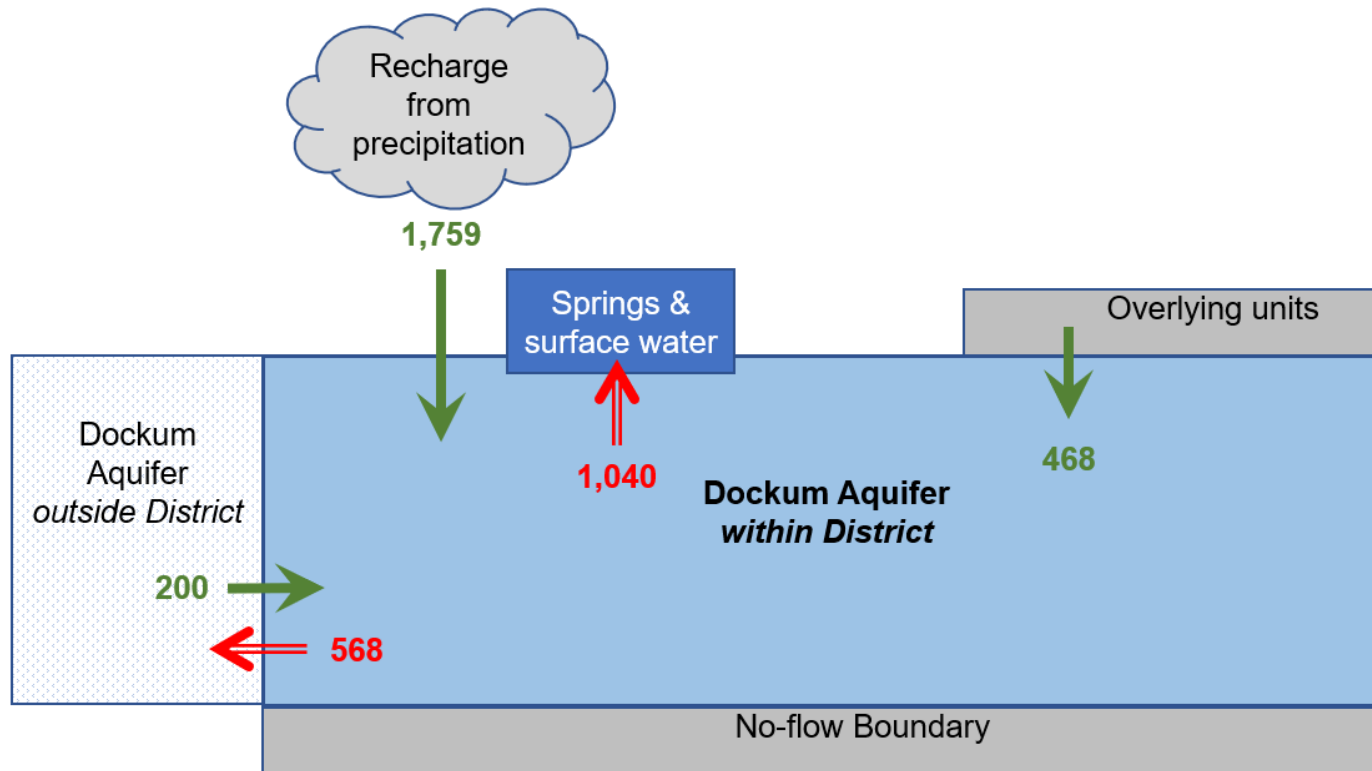 Recharge
from
precipitation
1,759
Springs &
surface water
Overlying units
Dockum
Aquifer
outside District
1,040
468
Dockum Aquifer
within District
200
568
No-flow Boundary